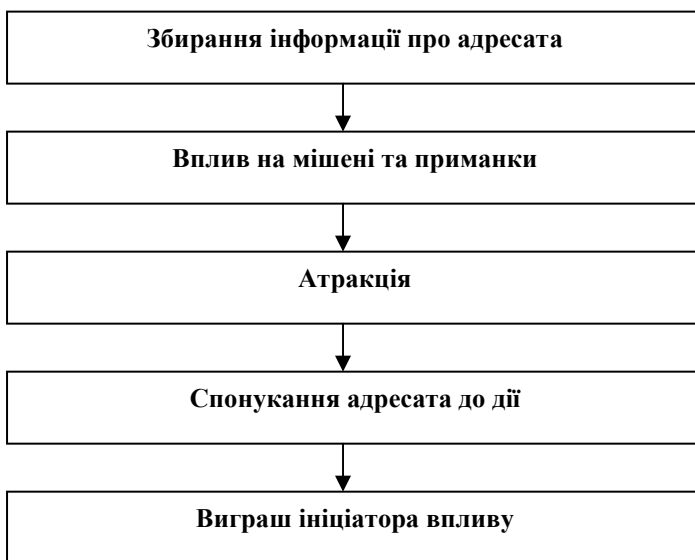 Збирання інформації про адресата
Вплив на мішені та приманки
Атракція
Спонукання адресата до дії
Виграш ініціатора впливу